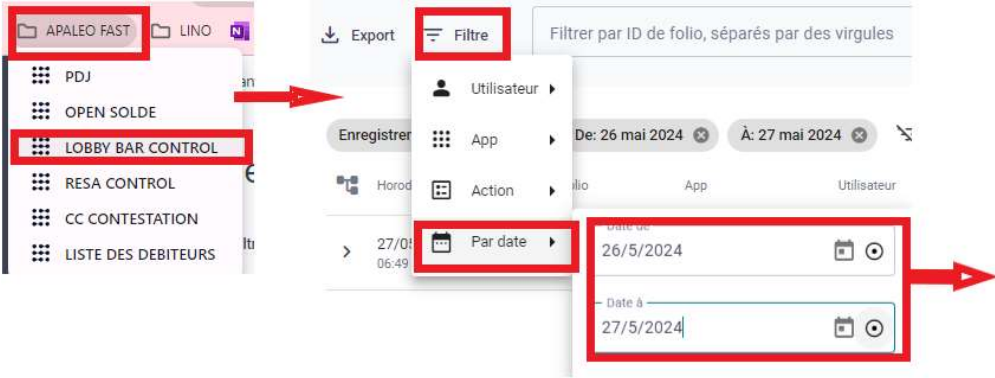 APALEO FAST LINO
PDJ
OPEN SOLDE
LOBBY BAR CONTROL
RESA CONTROL
CC CONTESTATION
LISTE DES DEBITEURS
Export Filtre Filtrer par ID de folio, séparés par des virgules
Utilisateur
Enregistrer App De: 26 mai 2024 À: 27 mai 2024
Horod App Utilisateur
Action
27/05 Par date
06:49
Date de
26/5/2024
Date à
27/5/2024